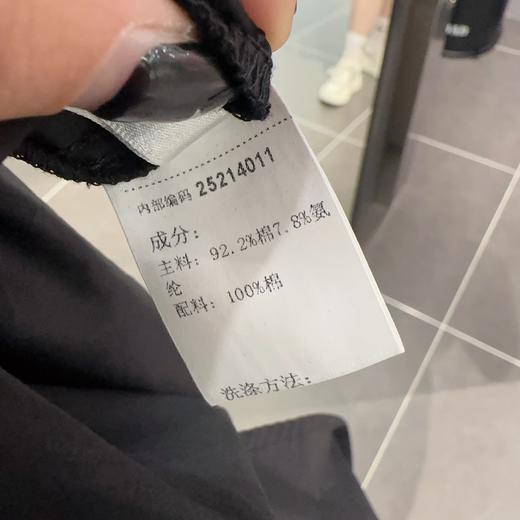 内部编码 25214011
成分:
主料: 92.2%棉7.8%氨
纶
配料: 100%棉
洗涤方法: